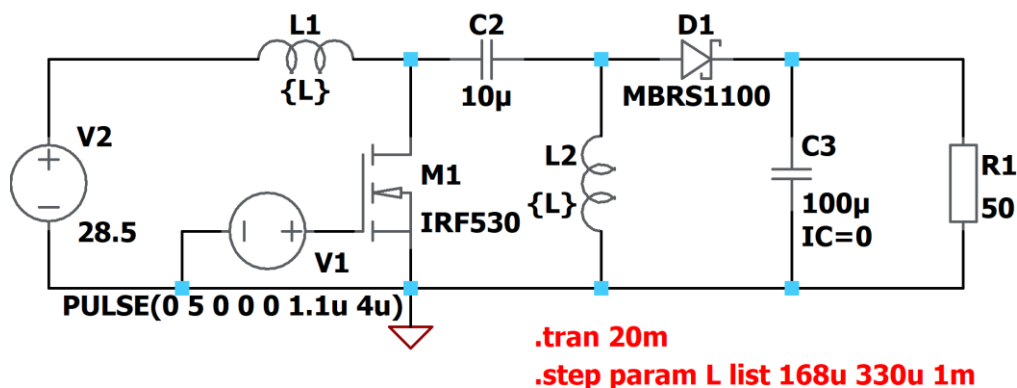 L1
{L}
C2
10µ
D1
MBRS1100
V2
28.5
V1
PULSE(0 5 0 0 0 1.1u 4u)
M1
IRF530
L2
{L}
C3
100µ
IC=0
R1
50
.tran 20m
.step param L list 168u 330u 1m